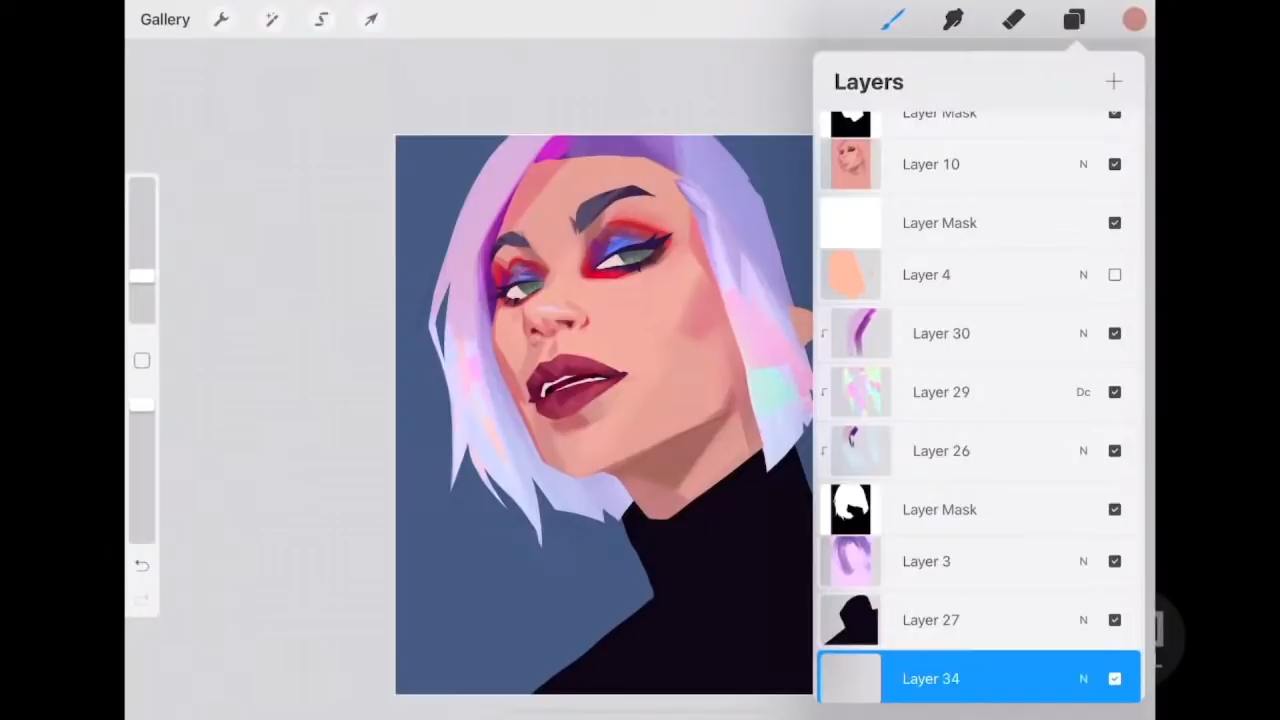 Gallery
Layers
Layer Mask
Layer 10 N
Layer Mask
Layer 4 N
Layer 30 N
Layer 29 Dc
Layer 26 N
Layer Mask
Layer 3 N
Layer 27 N
Layer 34 N